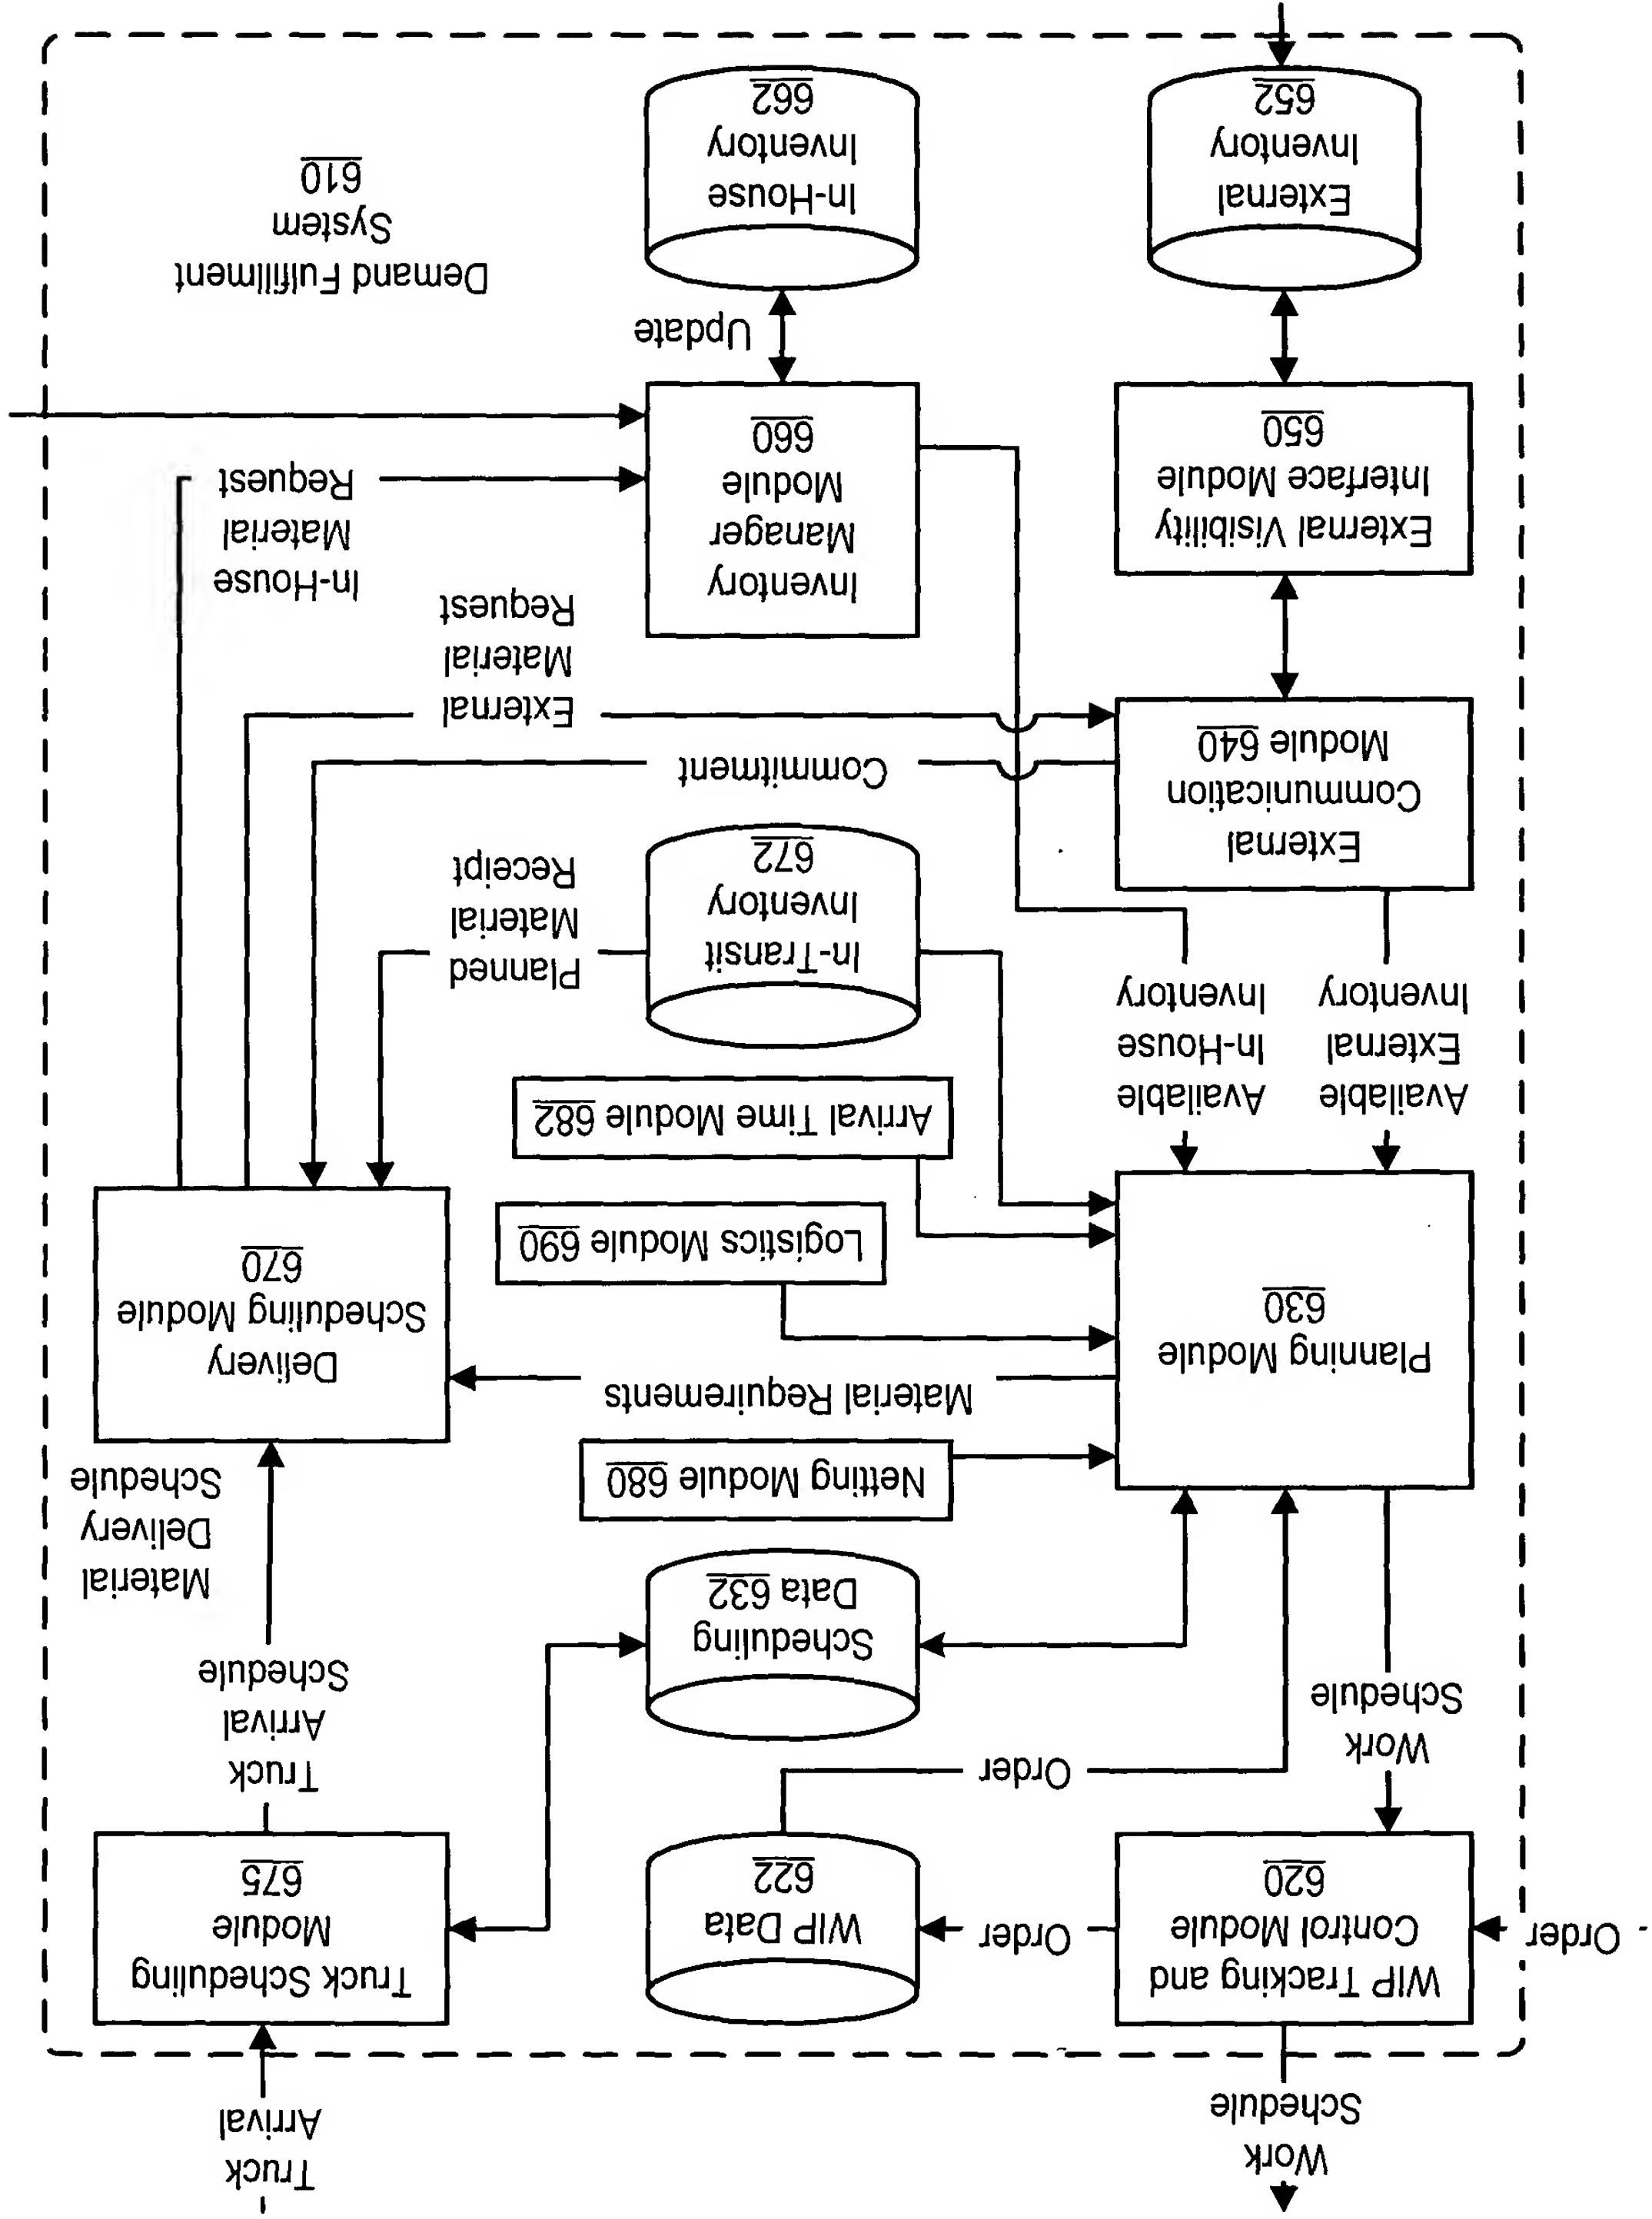 Work
Schedule
Truck
Arrival
Order
WIP Tracking and
Control Module
620
Order
WIP Data
622
Truck Scheduling
Module
675
Work
Schedule
Order
Truck
Arrival
Schedule
Scheduling
Data 632
Material
Delivery
Schedule
Netting Module 680
Planning Module
630
Material Requirements
Delivery
Scheduling Module
670
Logistics Module 690
Arrival Time Module 682
Available
External
Inventory
Available
In-House
Inventory
In-Transit
Inventory
672
Planned
Material
Receipt
External
Communication
Module 640
Commitment
External
Material
Request
In-House
Material
Request
External Visibility
Interface Module
650
Inventory
Manager
Module
660
Update
External
Inventory
652
In-House
Inventory
662
Demand Fulfillment
System
610